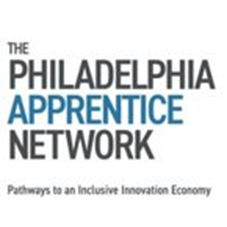 THE
PHILADELPHIA
APPRENTICE
NETWORK
Pathways to an Inclusive Innovation Economy